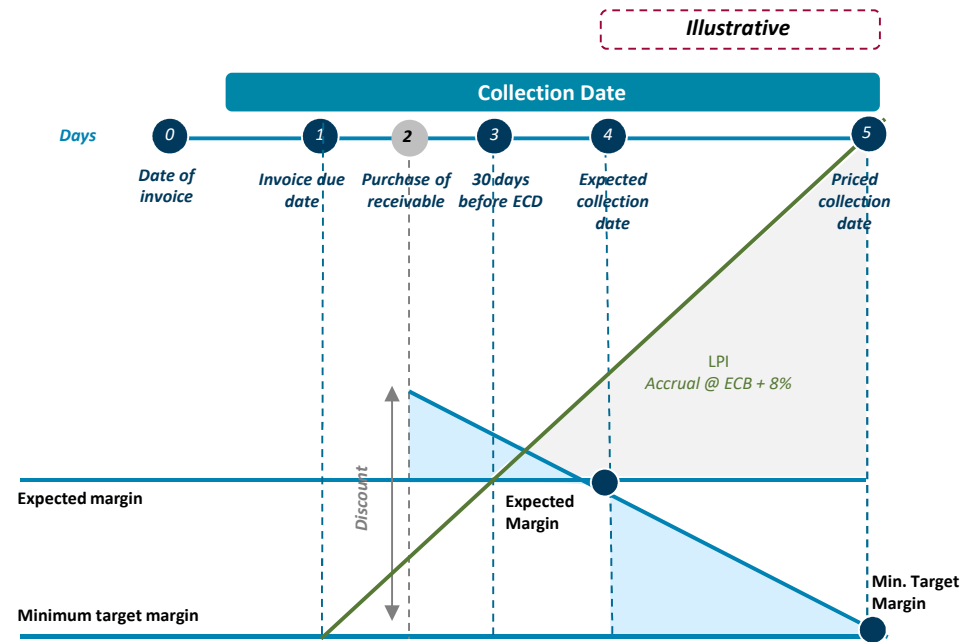 Illustrative
Collection Date
Days
0
1
2
3
4
5
Date of
invoice
Invoice due
date
Purchase of
receivable
30 days
before ECD
Expected
collection
date
Priced
collection
date
LPI
Accrual @ ECB + 8%
Discount
Expected margin
Expected
Margin
Min. Target
Margin
Minimum target margin